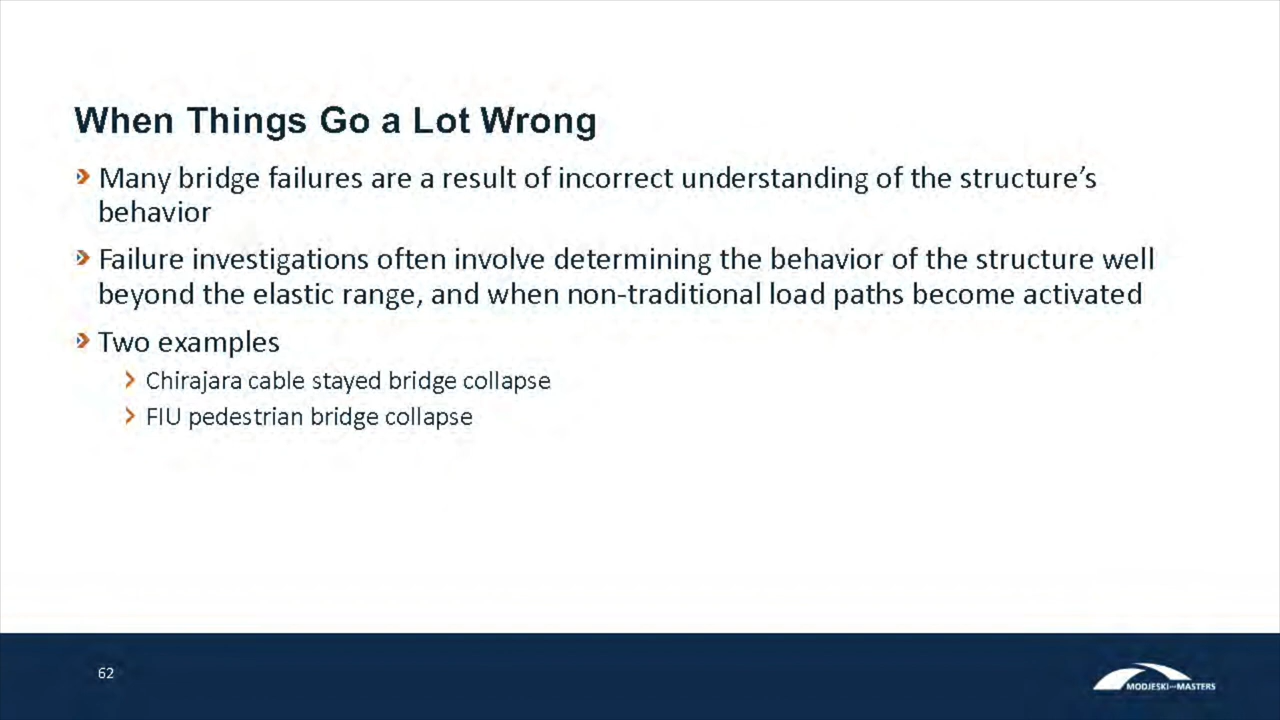 When Things Go a Lot Wrong
Many bridge failures are a result of incorrect understanding of the structure's
behavior
Failure investigations often involve determining the behavior of the structure well
beyond the elastic range, and when non-traditional load paths become activated
Two examples
Chirajara cable stayed bridge collapse
FIU pedestrian bridge collapse
62
MODJESKI and MASTERS